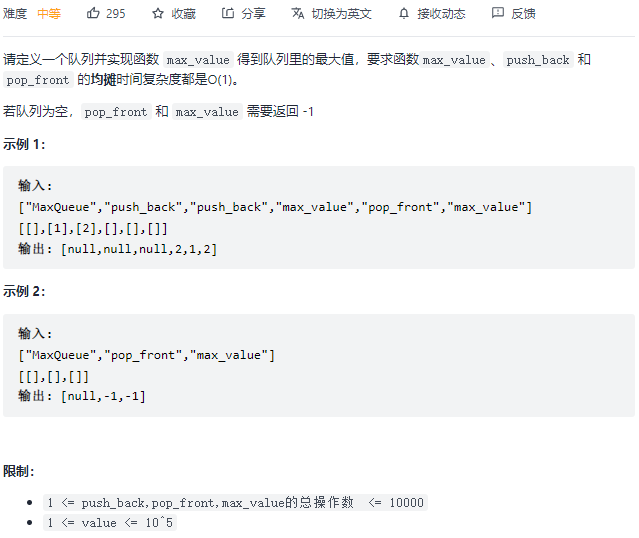 难度 中等 295 收藏 分享 切换为英文 接收动态 反馈
请定义一个队列并实现函数 max_value 得到队列里的最大值，要求函数max_value、push_back 和
pop_front 的均摊时间复杂度都是O(1)。
若队列为空，pop_front 和 max_value 需要返回 -1
示例 1：
输入:
["MaxQueue","push_back","push_back","max_value","pop_front","max_value"]
[[],[1],[2],[],[],[]]
输出: [null,null,null,2,1,2]
示例 2：
输入:
["MaxQueue","pop_front","max_value"]
[[],[],[]]
输出: [null,-1,-1]
限制：
• 1 <= push_back,pop_front,max_value的总操作数 <= 10000
• 1 <= value <= 10^5